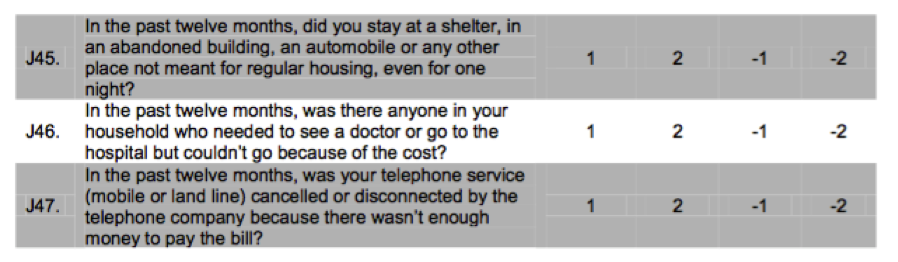 In the past twelve months, did you stay at a shelter, in
an abandoned building, an automobile or any other
J45. place not meant for regular housing, even for one 1 2 -1 -2
night?
In the past twelve months, was there anyone in your
J46. household who needed to see a doctor or go to the 1 2 -1 -2
hospital but couldn't go because of the cost?
In the past twelve months, was your telephone service
(mobile or land line) cancelled or disconnected by the
J47. telephone company because there wasn't enough 1 2 -1 -2
money to pay the bill?